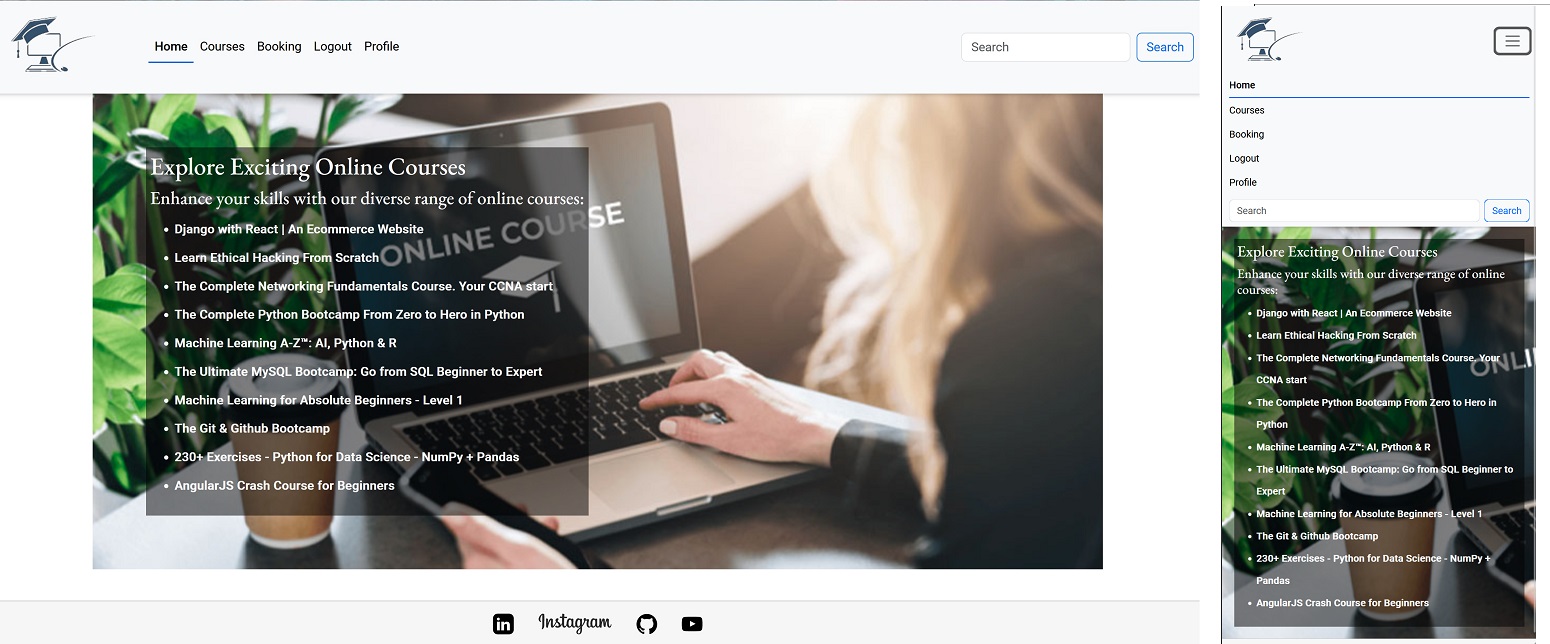 Home Courses Booking Logout Profile Search Search
Explore Exciting Online Courses
Enhance your skills with our diverse range of online courses:
ONLINE COURSE
• Django with React | An Ecommerce Website
• Learn Ethical Hacking From Scratch
• The Complete Networking Fundamentals Course. Your CCNA start
• The Complete Python Bootcamp From Zero to Hero in Python
• Machine Learning A-Z™: AI, Python & R
• The Ultimate MySQL Bootcamp: Go from SQL Beginner to Expert
• Machine Learning for Absolute Beginners - Level 1
• The Git & Github Bootcamp
• 230+ Exercises - Python for Data Science - NumPy + Pandas
• AngularJS Crash Course for Beginners
in Instagram
Home
Courses
Booking
Logout
Profile
Search Search
Explore Exciting Online Courses
Enhance your skills with our diverse range of online
courses:
• Django with React | An Ecommerce Website
• Learn Ethical Hacking From Scratch
• The Complete Networking Fundamentals Course. Your
CCNA start
ONLI
• The Complete Python Bootcamp From Zero to Hero in
Python
• Machine Learning A-Z™: AI, Python & R
• The Ultimate MySQL Bootcamp: Go from SQL Beginner to
Expert
• Machine Learning for Absolute Beginners - Level 1
• The Git & Github Bootcamp
• 230+ Exercises - Python for Data Science - NumPy +
Pandas
• AngularJS Crash Course for Beginners